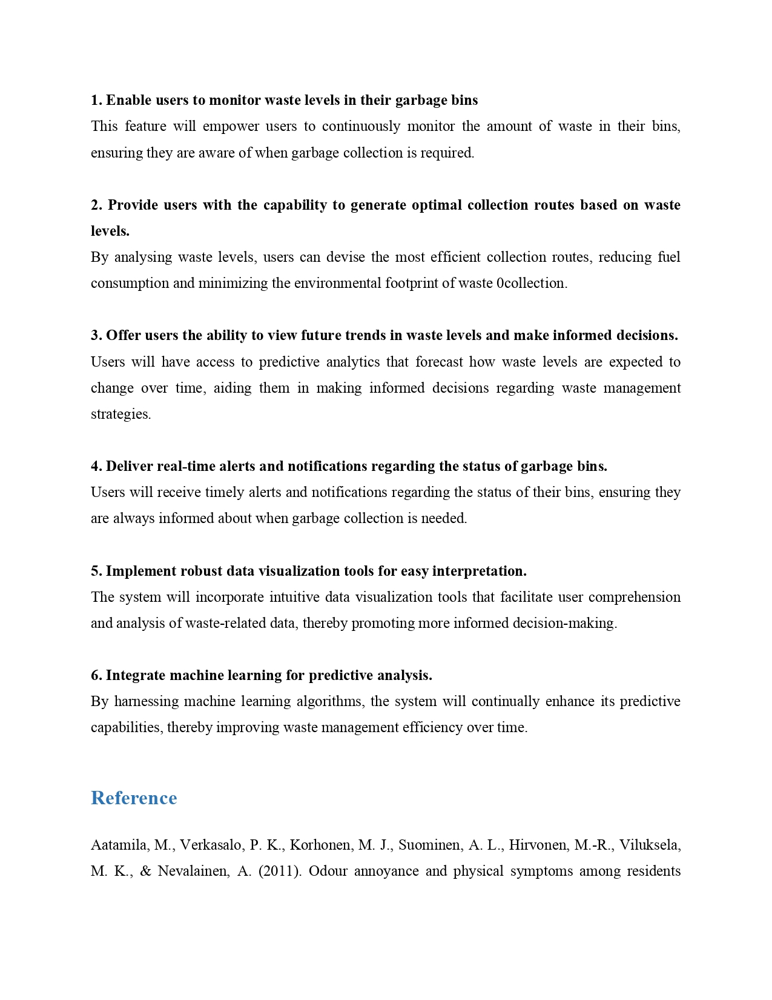 1. Enable users to monitor waste levels in their garbage bins
This feature will empower users to continuously monitor the amount of waste in their bins,
ensuring they are aware of when garbage collection is required.
2. Provide users with the capability to generate optimal collection routes based on waste
levels.
By analysing waste levels, users can devise the most efficient collection routes, reducing fuel
consumption and minimizing the environmental footprint of waste 0collection.
3. Offer users the ability to view future trends in waste levels and make informed decisions.
Users will have access to predictive analytics that forecast how waste levels are expected to
change over time, aiding them in making informed decisions regarding waste management
strategies.
4. Deliver real-time alerts and notifications regarding the status of garbage bins.
Users will receive timely alerts and notifications regarding the status of their bins, ensuring they
are always informed about when garbage collection is needed.
5. Implement robust data visualization tools for easy interpretation.
The system will incorporate intuitive data visualization tools that facilitate user comprehension
and analysis of waste-related data, thereby promoting more informed decision-making.
6. Integrate machine learning for predictive analysis.
By harnessing machine learning algorithms, the system will continually enhance its predictive
capabilities, thereby improving waste management efficiency over time.
Reference
Aatamila, M., Verkasalo, P. K., Korhonen, M. J., Suominen, A. L., Hirvonen, M.-R., Viluksela,
M. K., & Nevalainen, A. (2011). Odour annoyance and physical symptoms among residents